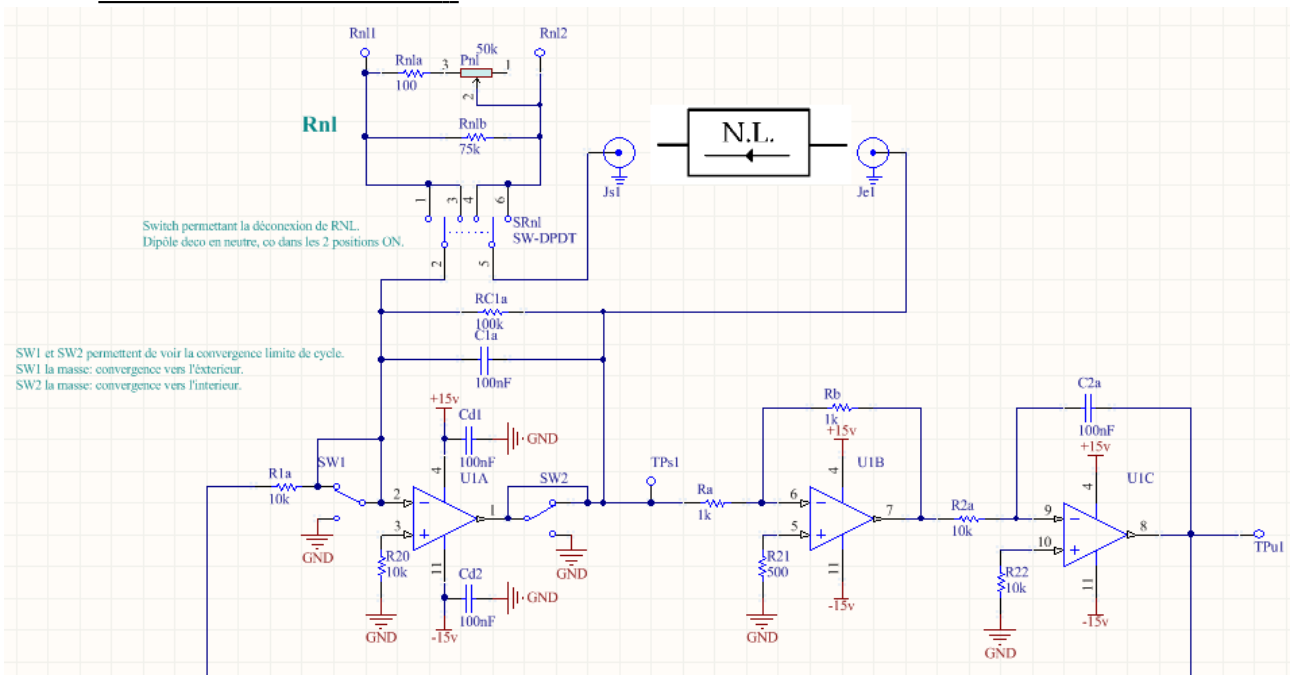 Rnl1
Rnl2
50k
Rnla
3
Pnl
1
100
2
Rnl
Rnlb
75k
N.L.
Js1
Je1
1
3
4
6
Switch permettant la déconexion de RNL.
Dipôle deco en neutre, co dans les 2 positions ON.
SRnl
SW-DPDT
2
5
RC1a
100k
C1a
100nF
SW1 et SW2 permettent de voir la convergence limite de cycle.
SW1 la masse: convergence vers l'éxterieur.
SW2 la masse: convergence vers l'interieur.
+15v
Cd1
GND
100nF
4
U1A
R1a
10k
SW1
GND
2
3
1
R20
10k
GND
11
Cd2
GND
100nF
-15v
SW2
GND
TPs1
Ra
1k
Rb
1k
+15v
4
U1B
6
5
7
R21
500
GND
11
-15v
R2a
10k
C2a
100nF
+15v
4
U1C
9
10
8
R22
10k
GND
11
-15v
TPu1